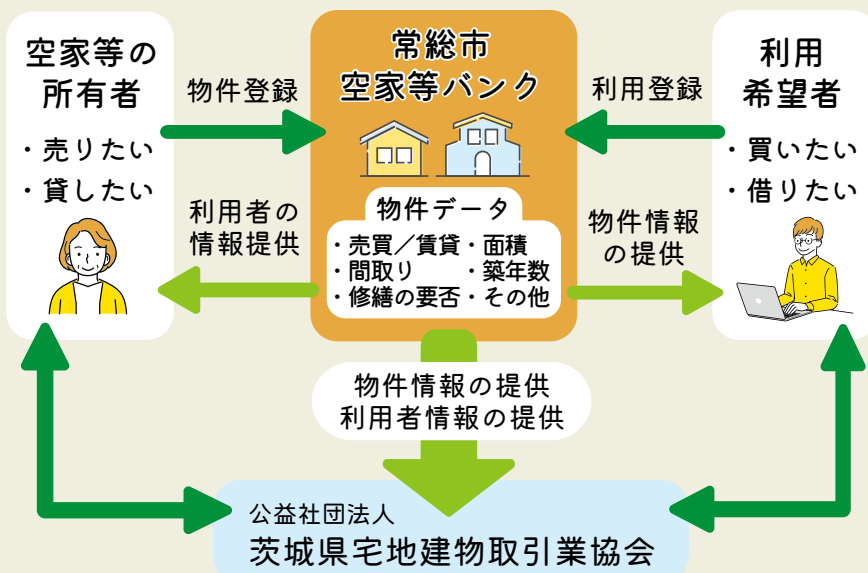 空家等の
所有者
・売りたい
・貸したい
物件登録
利用者の
情報提供
常総市
空家等バンク
物件データ
・売買／賃貸・面積
・間取り　・築年数
・修繕の要否・その他
利用登録
物件情報
の提供
利用
希望者
・買いたい
・借りたい
物件情報の提供
利用者情報の提供
公益社団法人
茨城県宅地建物取引業協会